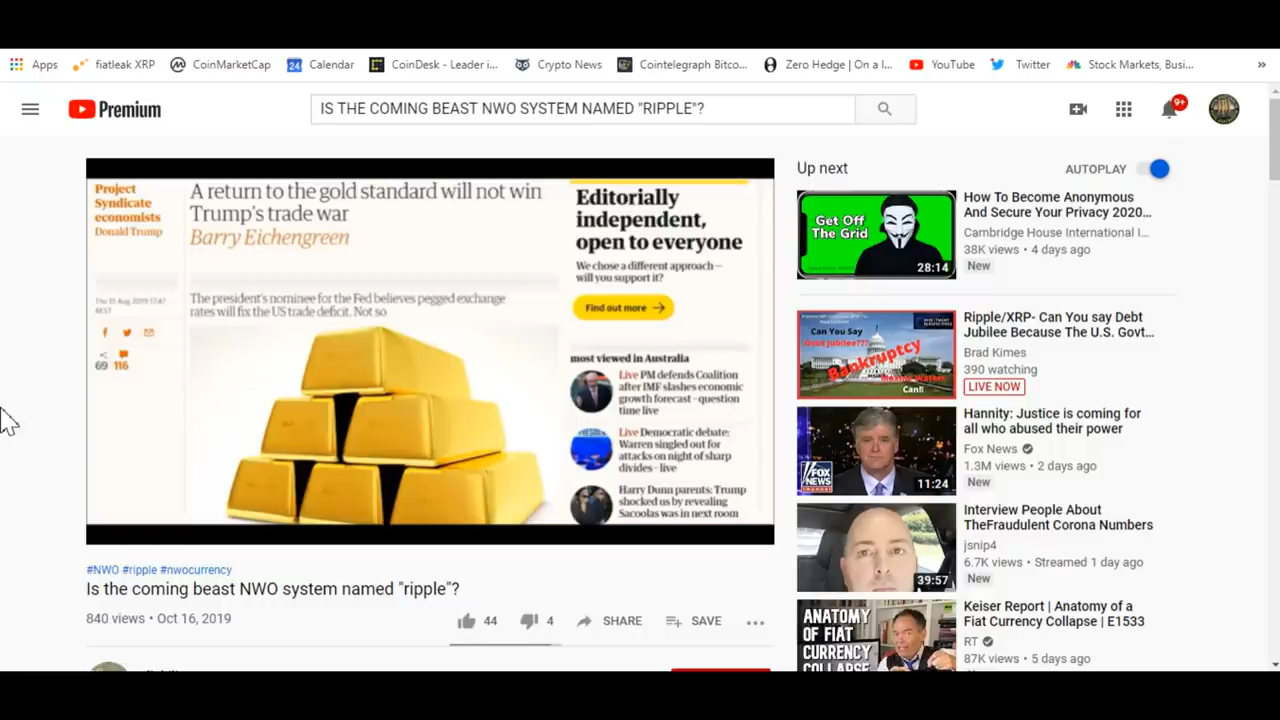 Apps
fiatleak XRP
CoinMarketCap
24
Calendar
CoinDesk - Leader i...
Crypto News
Cointelegraph Bitco...
Zero Hedge | On a l...
YouTube
Twitter
Stock Markets, Busi...
»
Premium
IS THE COMING BEAST NWO SYSTEM NAMED "RIPPLE"?
9+
Project
Syndicate
economists
Donald Trump
A return to the gold standard will not win
Trump's trade war
Barry Eichengreen
The president's nominee for the Fed believes pegged exchange
rates will fix the US trade deficit. Not so
69 116
Editorially
independent,
open to everyone
We chose a different approach –
will you support it?
Find out more →
most viewed in Australia
Live PM defends Coalition
after IMF slashes economic
growth forecast – question
time live
Live Democratic debate:
Warren singled out for
attacks on night of sharp
divides – live
Harry Dunn parents: Trump
shocked us by revealing
Sacoolas was in next room
#NWO #ripple #nwocurrency
Is the coming beast NWO system named "ripple"?
840 views • Oct 16, 2019
44
4
SHARE
SAVE
...
Up next
AUTOPLAY
Get Off
The Grid
28:14
How To Become Anonymous
And Secure Your Privacy 2020...
Cambridge House International I...
38K views • 4 days ago
New
Can You Say
Bankruptcy
Can!!
Ripple/XRP- Can You say Debt
Jubilee Because The U.S. Govt...
Brad Kimes
390 watching
LIVE NOW
FOX
NEWS
11:24
Hannity: Justice is coming for
all who abused their power
Fox News
1.3M views • 2 days ago
New
39:57
Interview People About
TheFraudulent Corona Numbers
jsnip4
6.7K views • Streamed 1 day ago
New
ANATOMY
OF FIAT
CURRENCY
COLLAPSE
Keiser Report | Anatomy of a
Fiat Currency Collapse | E1533
RT
87K views • 5 days ago